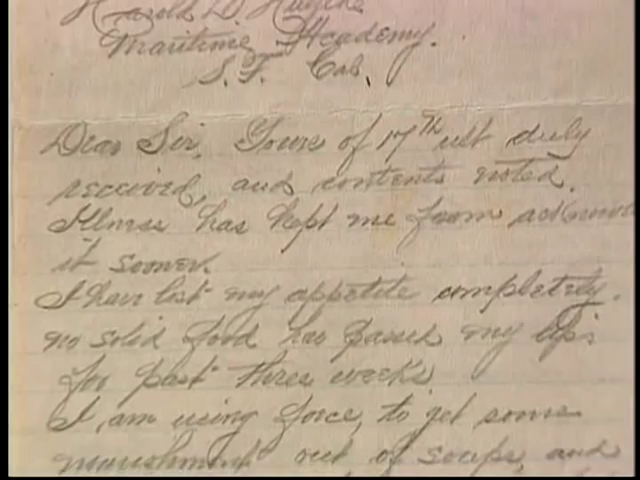 Harold D. Huycke
Maritime Academy.
S.F. Cal.
Dear Sir, Yours of 17th ult duly
received, and contents noted.
Illness has kept me from
it sooner.
I have lost my appetite completely.
no solid food has passed my lips
for past three weeks
I am using force, to get some
nourishment out of soups, and